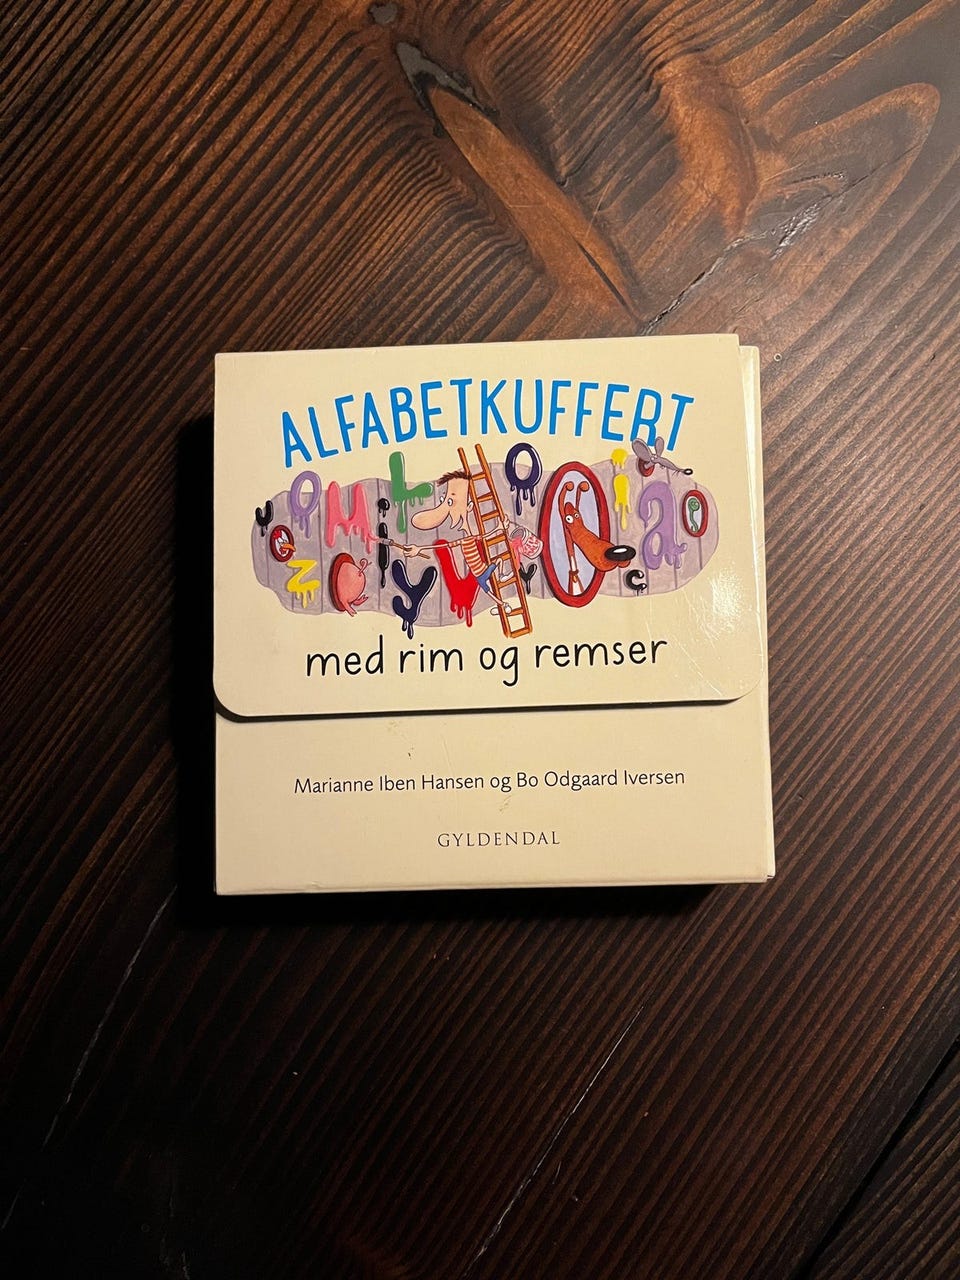 ALFABETKUFFERT
med rim og remser
Marianne Iben Hansen og Bo Odgaard Iversen
GYLDENDAL